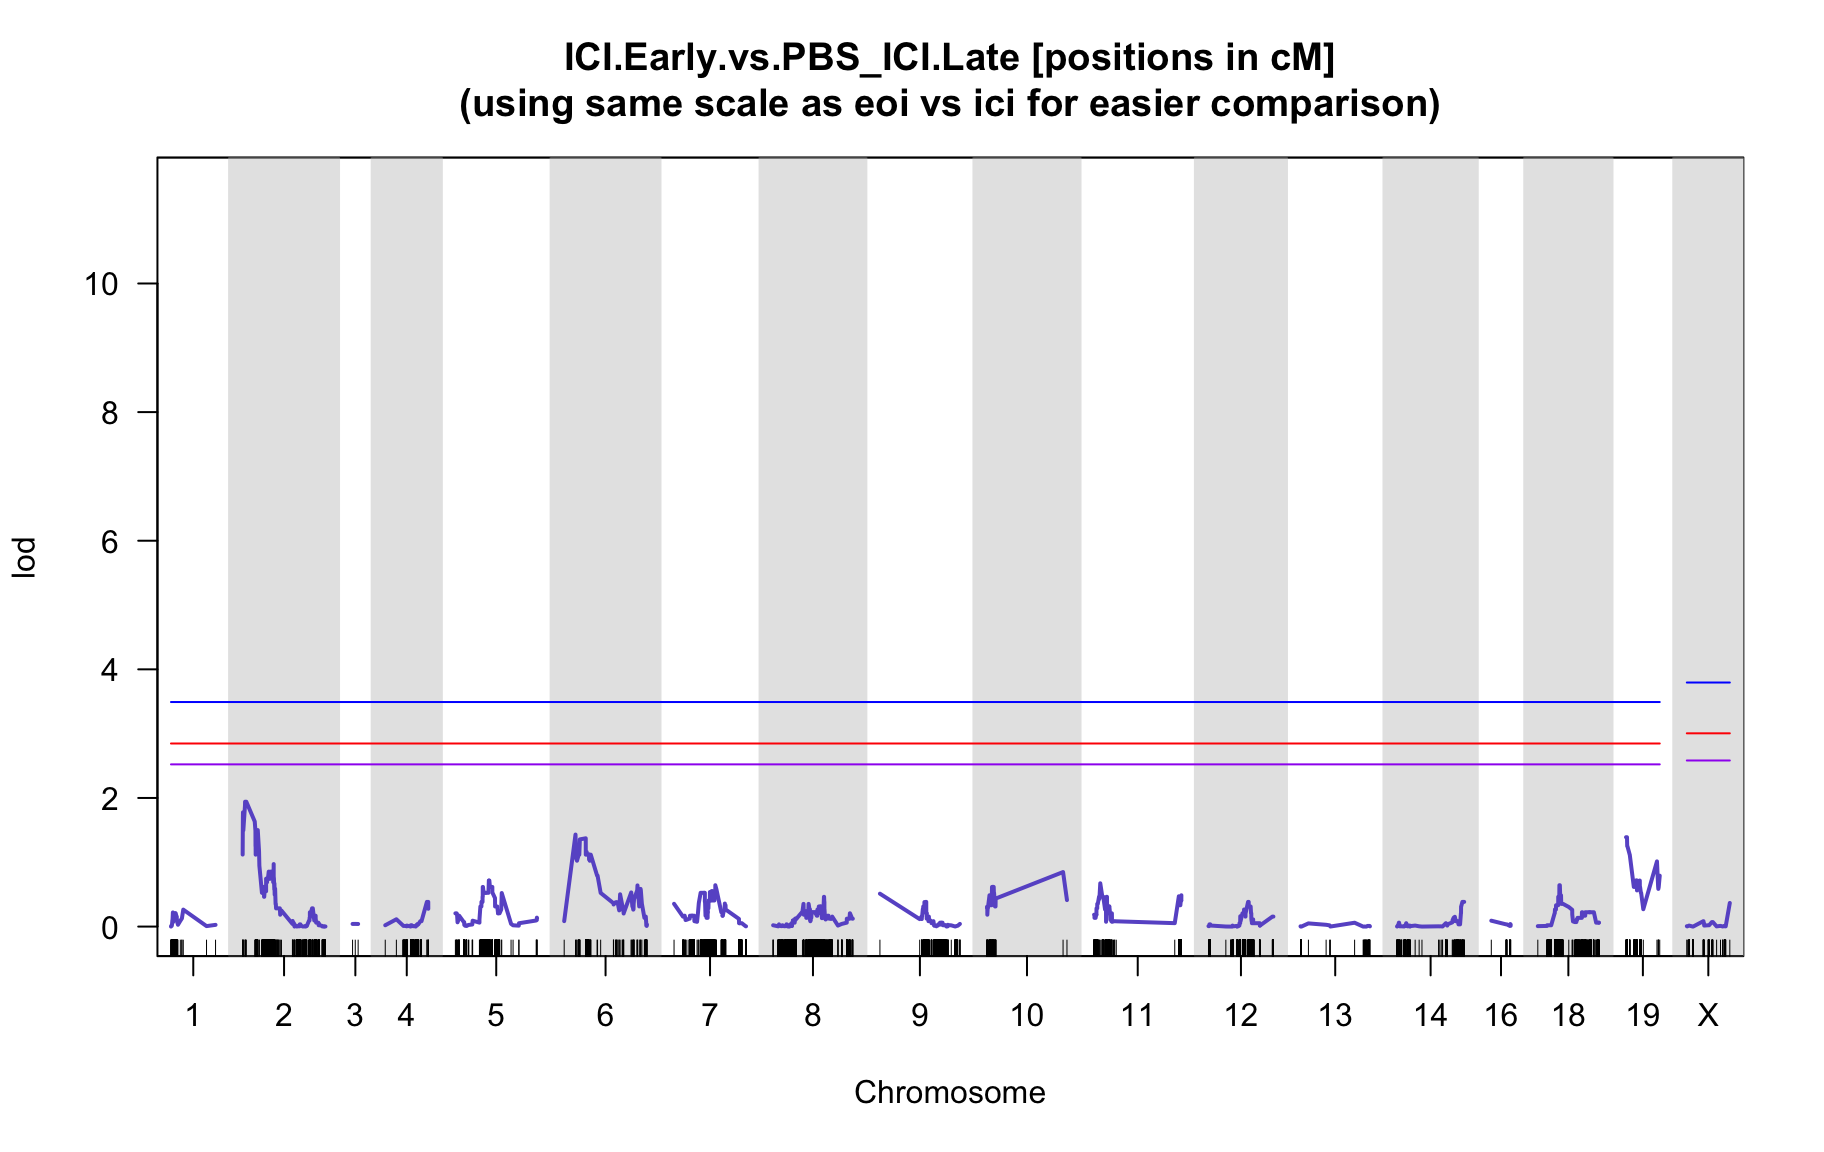 ICI.Early.vs.PBS_ICI.Late [positions in cM]
(using same scale as eoi vs ici for easier comparison)
10
8
6
4
2
0
lod
1 2 3 4 5 6 7 8 9 10 11 12 13 14 16 18 19 X
Chromosome